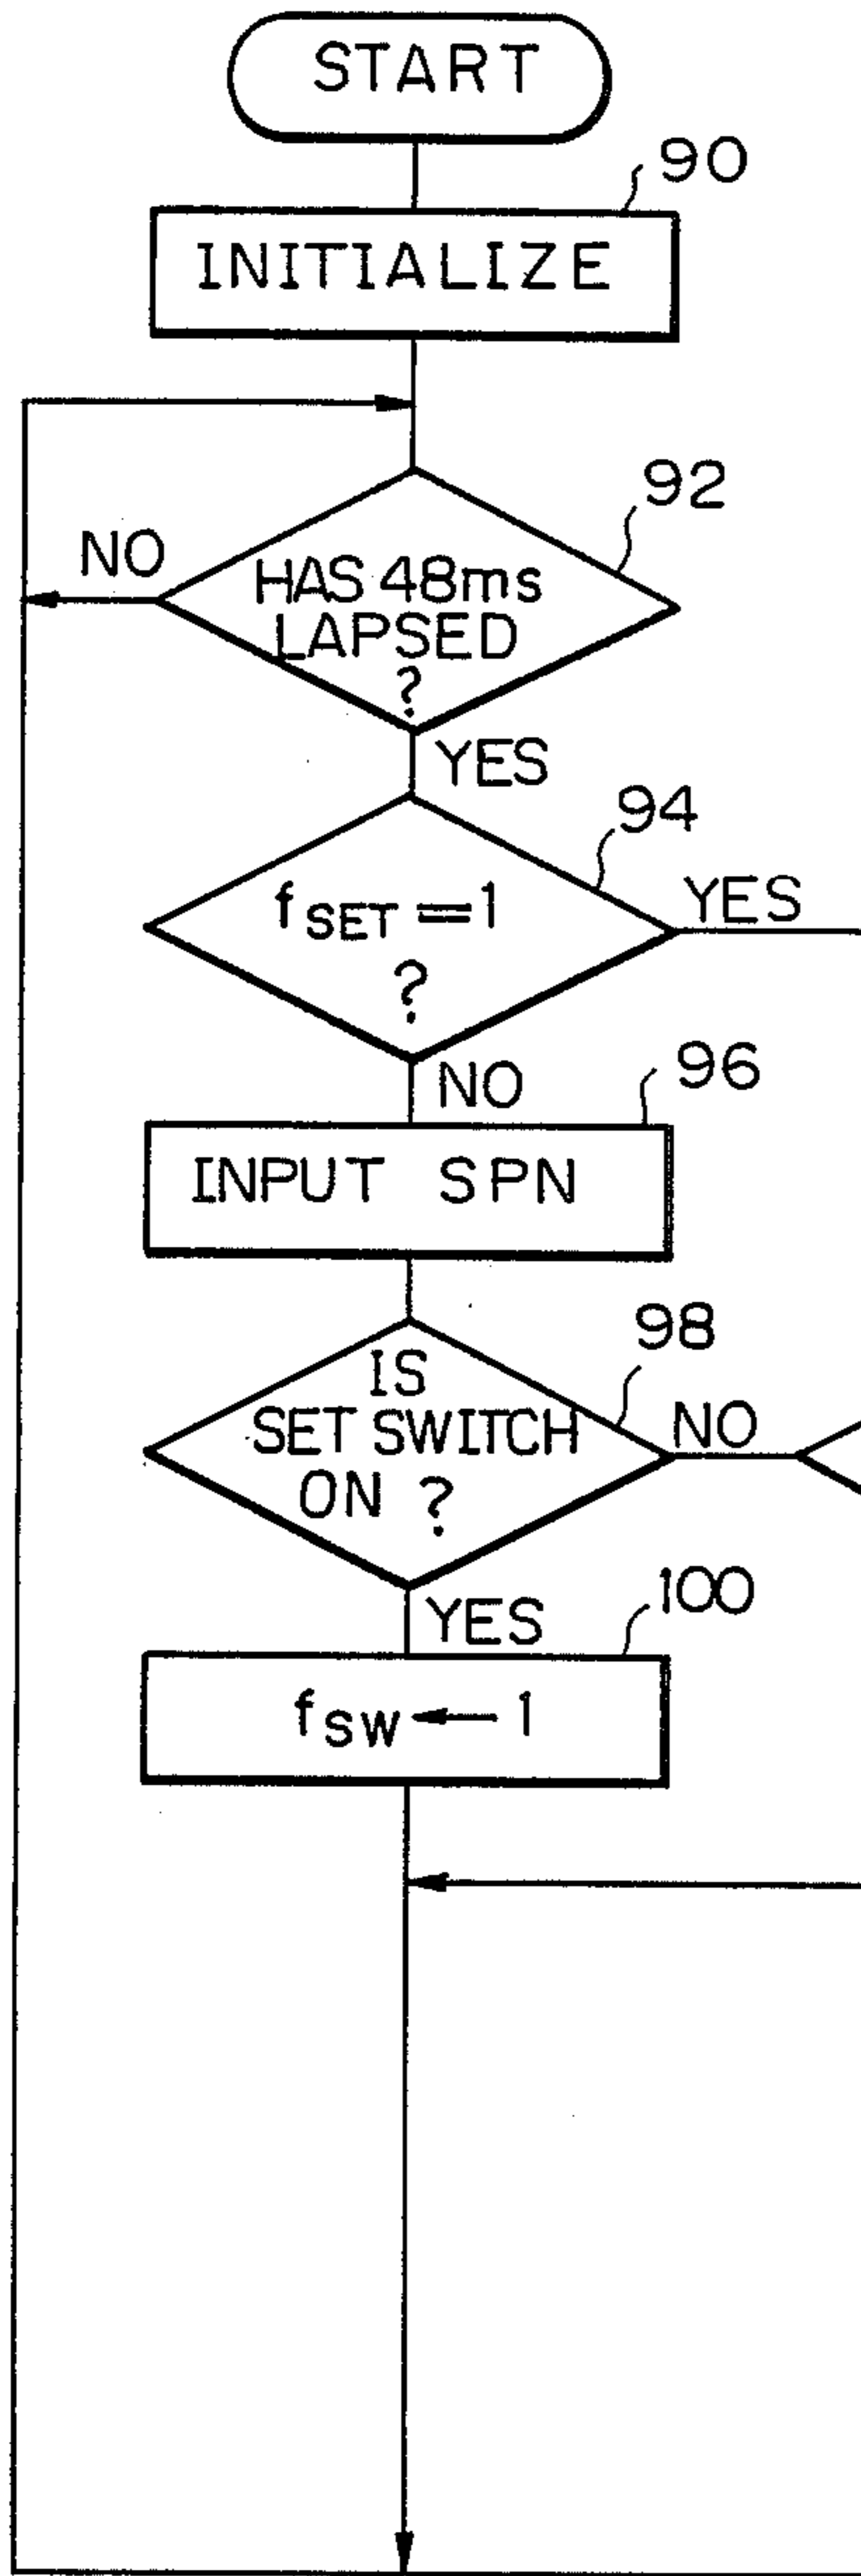 START
90
INITIALIZE
92
NO
HAS 48ms
LAPSED
?
YES
94
fSET = 1
YES
?
NO
96
INPUT SPN
98
IS
SET SWITCH
NO
ON ?
YES
100
fSW ← 1